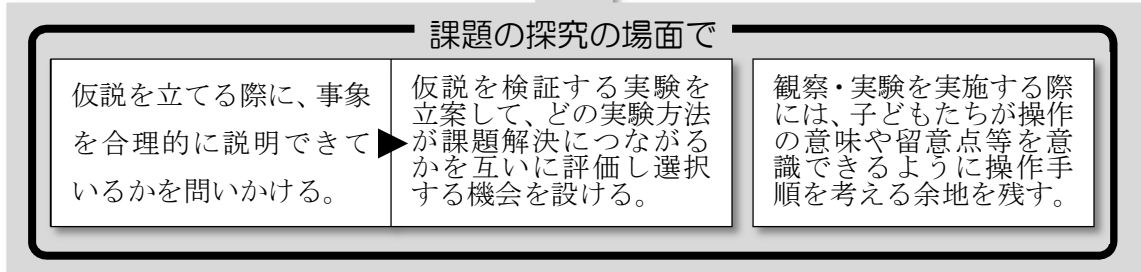 課題の探究の場面で
仮説を立てる際に、事象
を合理的に説明できて
いるかを問いかける。
仮説を検証する実験を
立案して、どの実験方法
が課題解決につながる
かを互いに評価し選択
する機会を設ける。
観察・実験を実施する際
には、子どもたちが操作
の意味や留意点等を意
識できるように操作手
順を考える余地を残す。